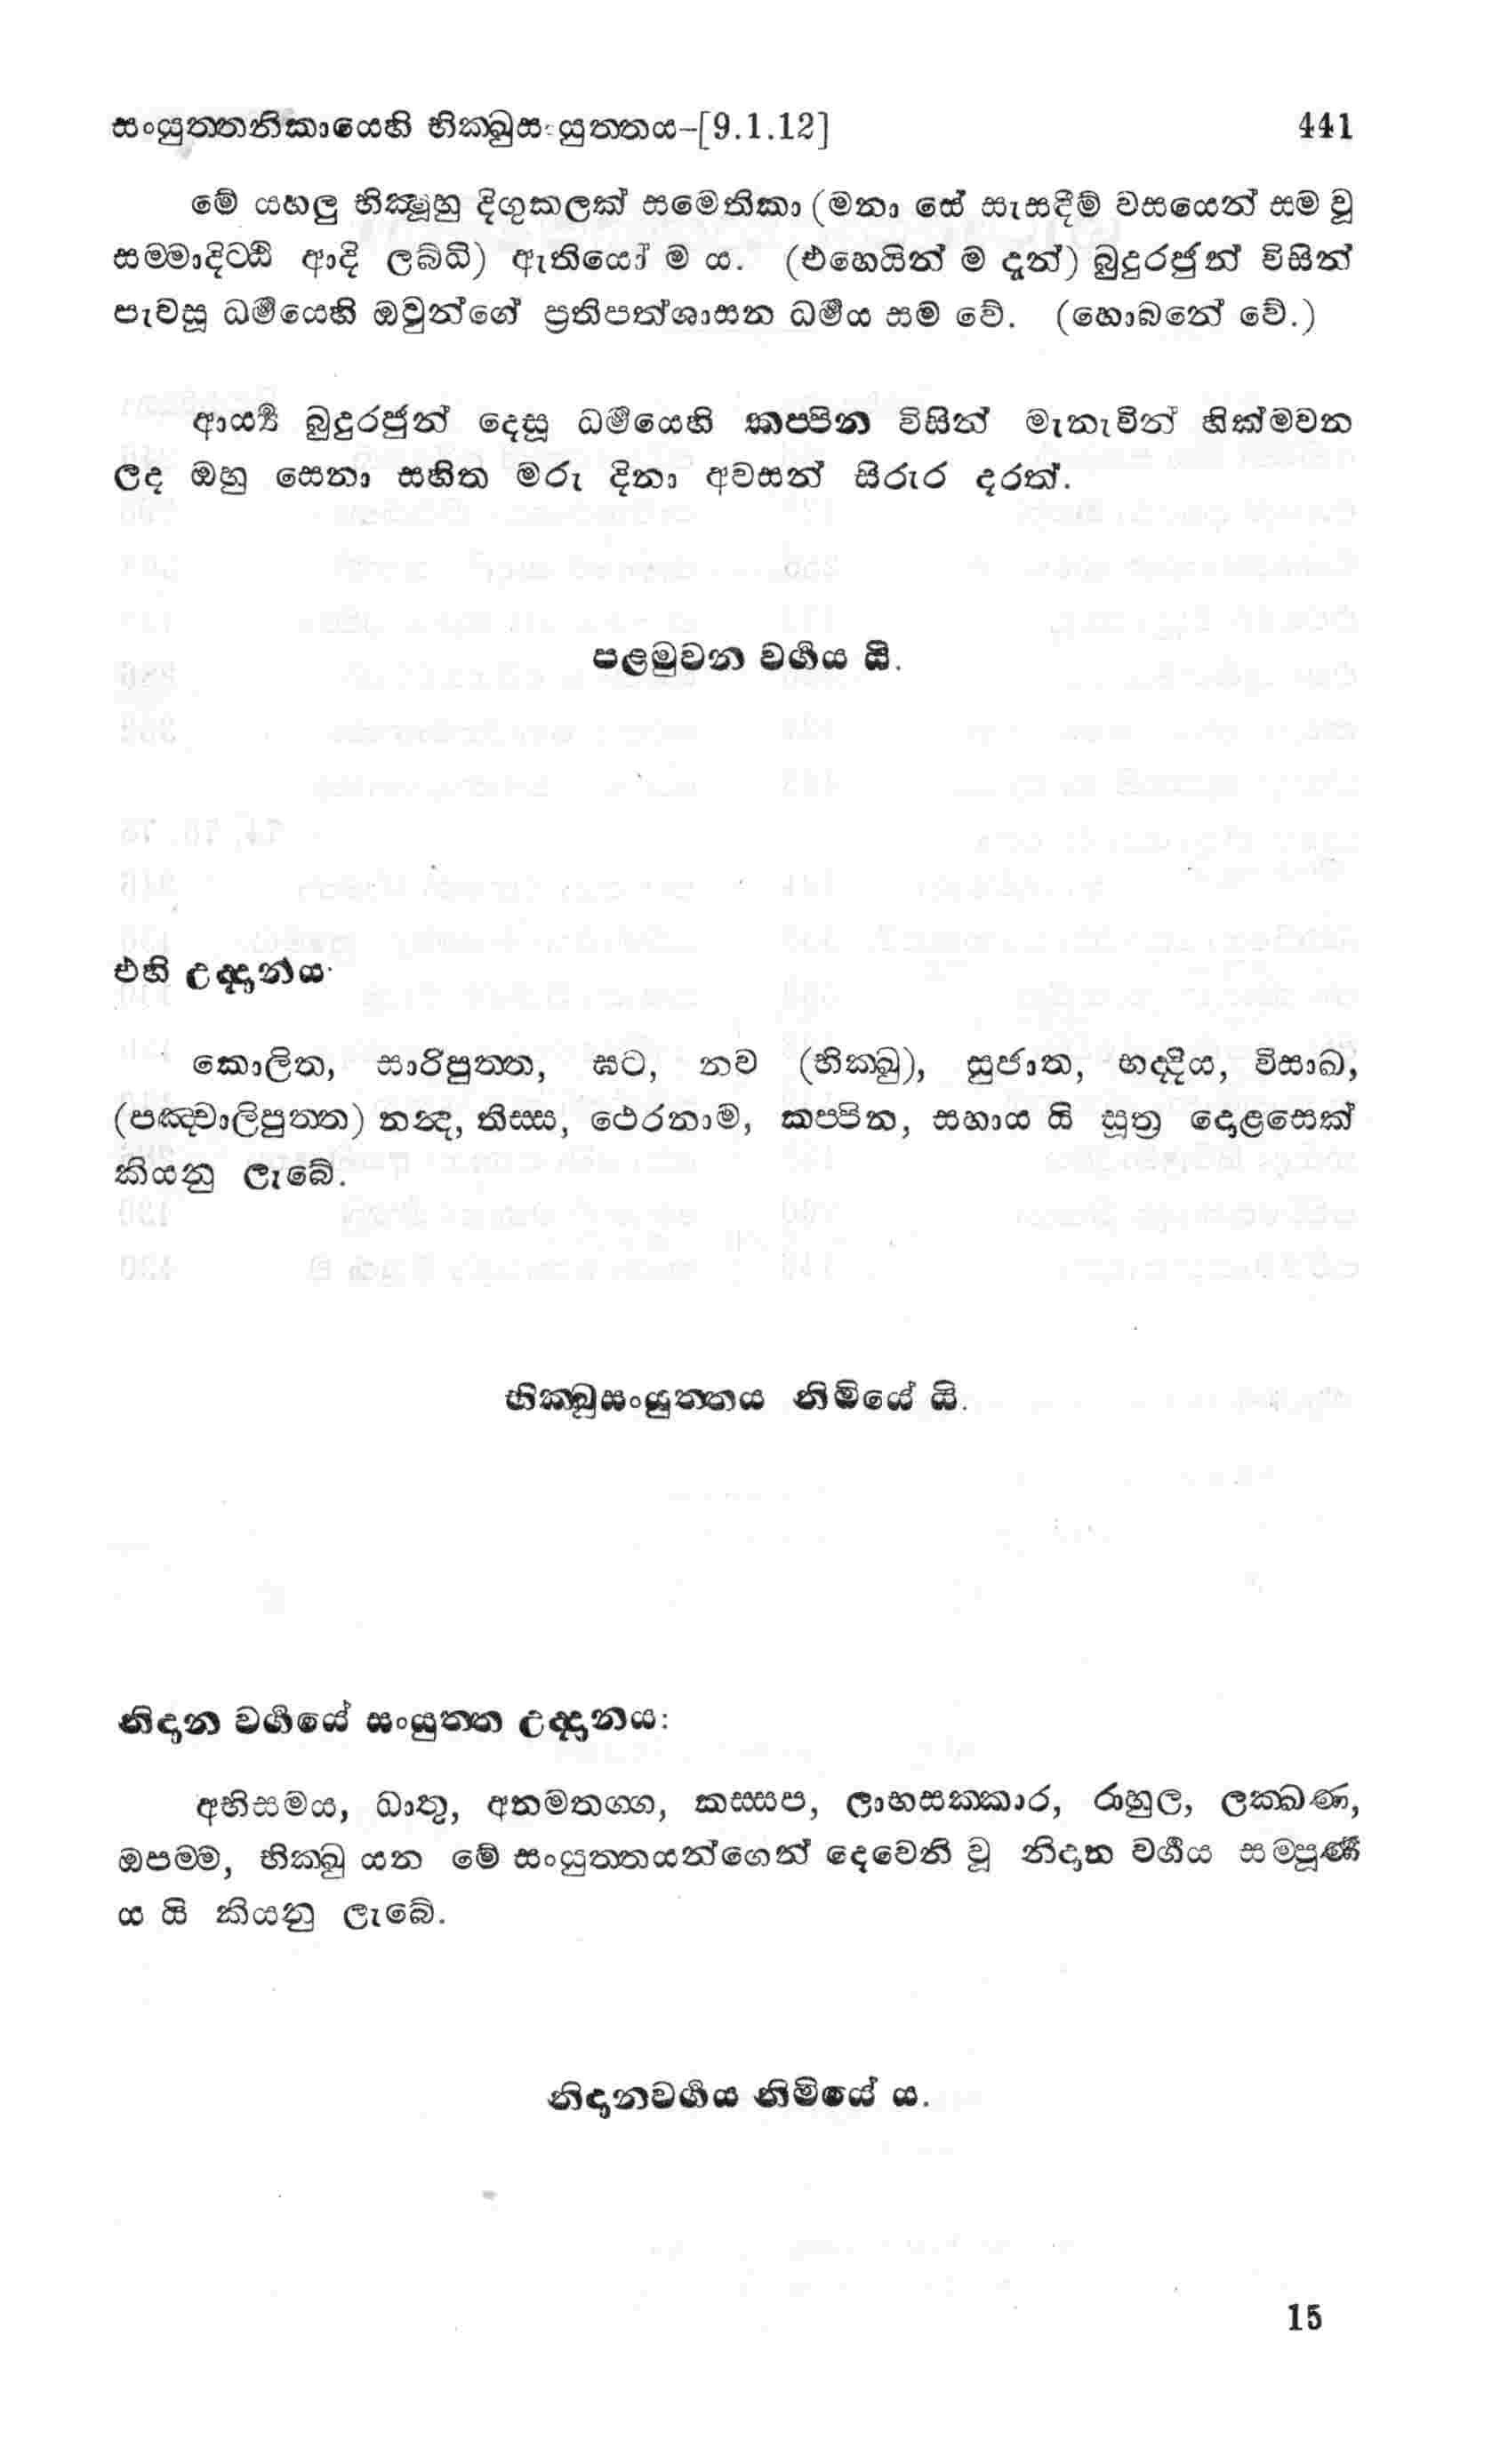 සංයුත්තනිකායෙහි භික්ඛුසංයුත්තය-[9.1.12] 441
මේ යහලු භික්‍ෂූහු දිගුකලක් සමෙතිකා (මනා සේ සැසදීම් වසයෙන් සම වූ
සම්මාදිට්ඨි ආදි ලබ්ධි) ඇතියෝ ම ය. (එහෙයින් ම දැන්) බුදුරජුන් විසින්
පැවසූ ධර්‍මයෙහි ඔවුන්ගේ ප්‍රතිපත්ශාසන ධර්‍මය සම වේ. (හොබනේ වේ.)
ආර්‍ය්‍ය බුදුරජුන් දෙසූ ධර්‍මයෙහි කප්පින විසින් මැනැවින් හික්මවන
ලද ඔහු සෙනා සහිත මරු දිනා අවසන් සිරුර දරත්.
පළමුවන වර්‍ගය යි.
එහි උද්දානය
කොලිත, සාරිපුත්ත, ඝට, නව (භික්ඛු), සුජාත, භද්දිය, විසාඛ,
(පඤ්චාලිපුත්ත) නන්‍ද, තිස්ස, ථෙරනාම, කප්පින, සහාය යි සූත්‍ර දොළසෙක්
කියනු ලැබේ.
භික්ඛුසංයුත්තය නිමියේ යි.
නිදාන වර්‍ගයේ සංයුත්ත උද්දානය:
අභිසමය, ධාතු, අනමතග්ග, කස්සප, ලාභසක්කාර, රාහුල, ලක්ඛණ,
ඔපම්ම, භික්ඛු යන මේ සංයුත්තයන්ගෙන් දෙවෙනි වූ නිදාන වර්‍ගය සම්පූර්‍ණ
ය යි කියනු ලැබේ.
නිදානවර්‍ගය නිමියේ ය.
15